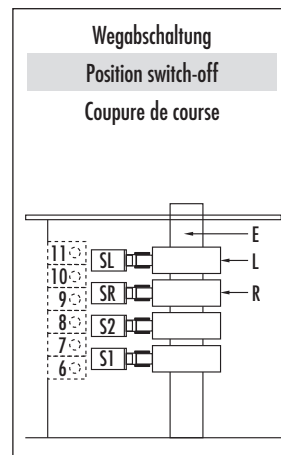 Wegabschaltung
Position switch-off
Coupure de course
E
11 SL L
10
9 SR R
8 S2
7
6 S1